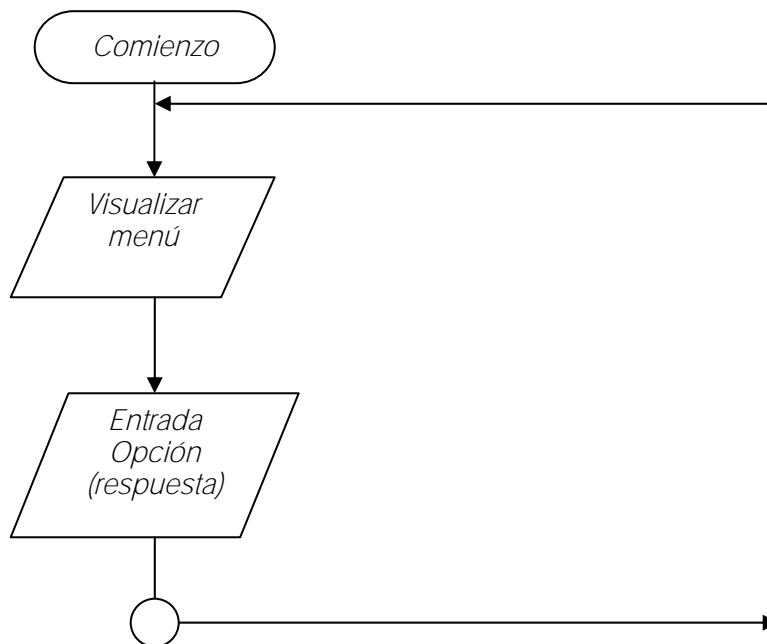 Comienzo
Visualizar
menú
Entrada
Opción
(respuesta)